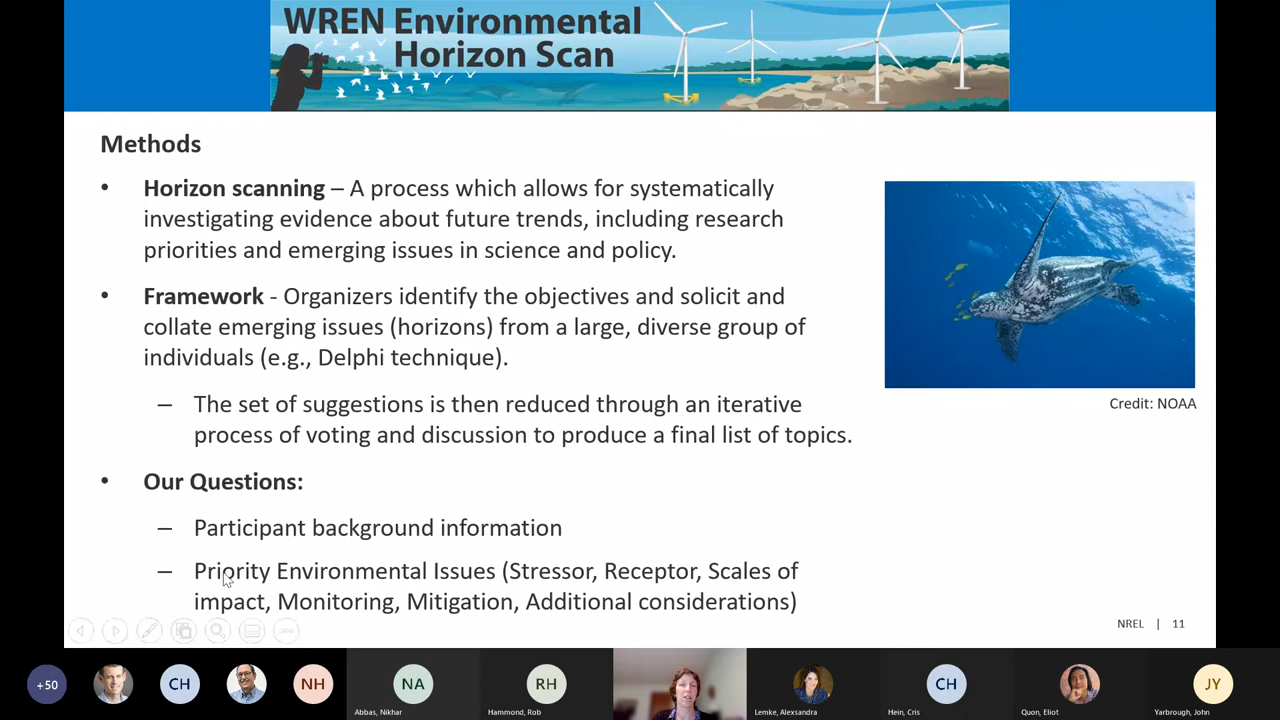 WREN Environmental
Horizon Scan
Methods
• Horizon scanning – A process which allows for systematically
investigating evidence about future trends, including research
priorities and emerging issues in science and policy.
• Framework - Organizers identify the objectives and solicit and
collate emerging issues (horizons) from a large, diverse group of
individuals (e.g., Delphi technique).
– The set of suggestions is then reduced through an iterative
process of voting and discussion to produce a final list of topics.
• Our Questions:
– Participant background information
– Priority Environmental Issues (Stressor, Receptor, Scales of
impact, Monitoring, Mitigation, Additional considerations)
Credit: NOAA
NREL | 11
+50
CH
NH
NA
Abbas, Nikhar
RH
Hammond, Rob
Lemke, Alexsandra
CH
Hein, Cris
Quon, Eliot
JY
Yarbrough, John